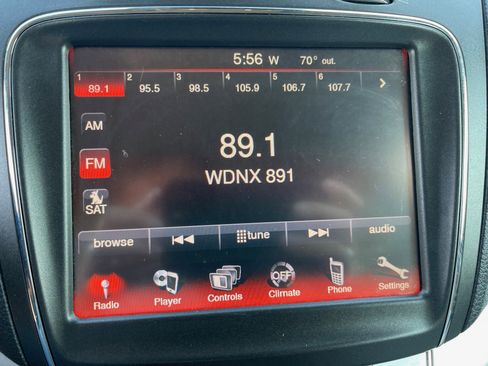 5:56 W 70° out.
1 2 3 4 5 6
89.1 95.5 98.5 105.9 106.7 107.7 >
AM
89.1
FM
WDNX 891
SAT
browse tune audio
OFF
Radio Player Controls Climate Phone Settings